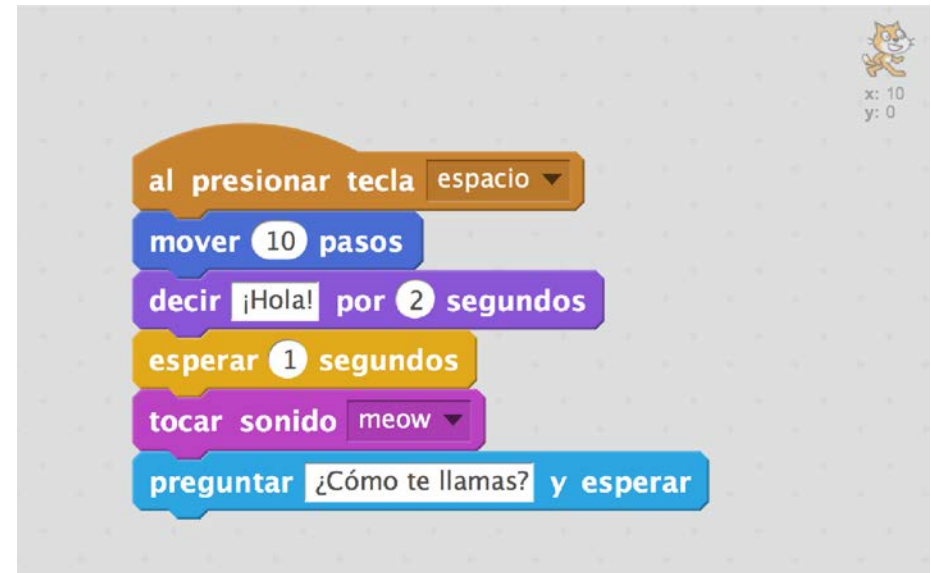 x: 10
y: 0
al presionar tecla espacio
mover 10 pasos
decir ¡Hola! por 2 segundos
esperar 1 segundos
tocar sonido meow
preguntar ¿Cómo te llamas? y esperar